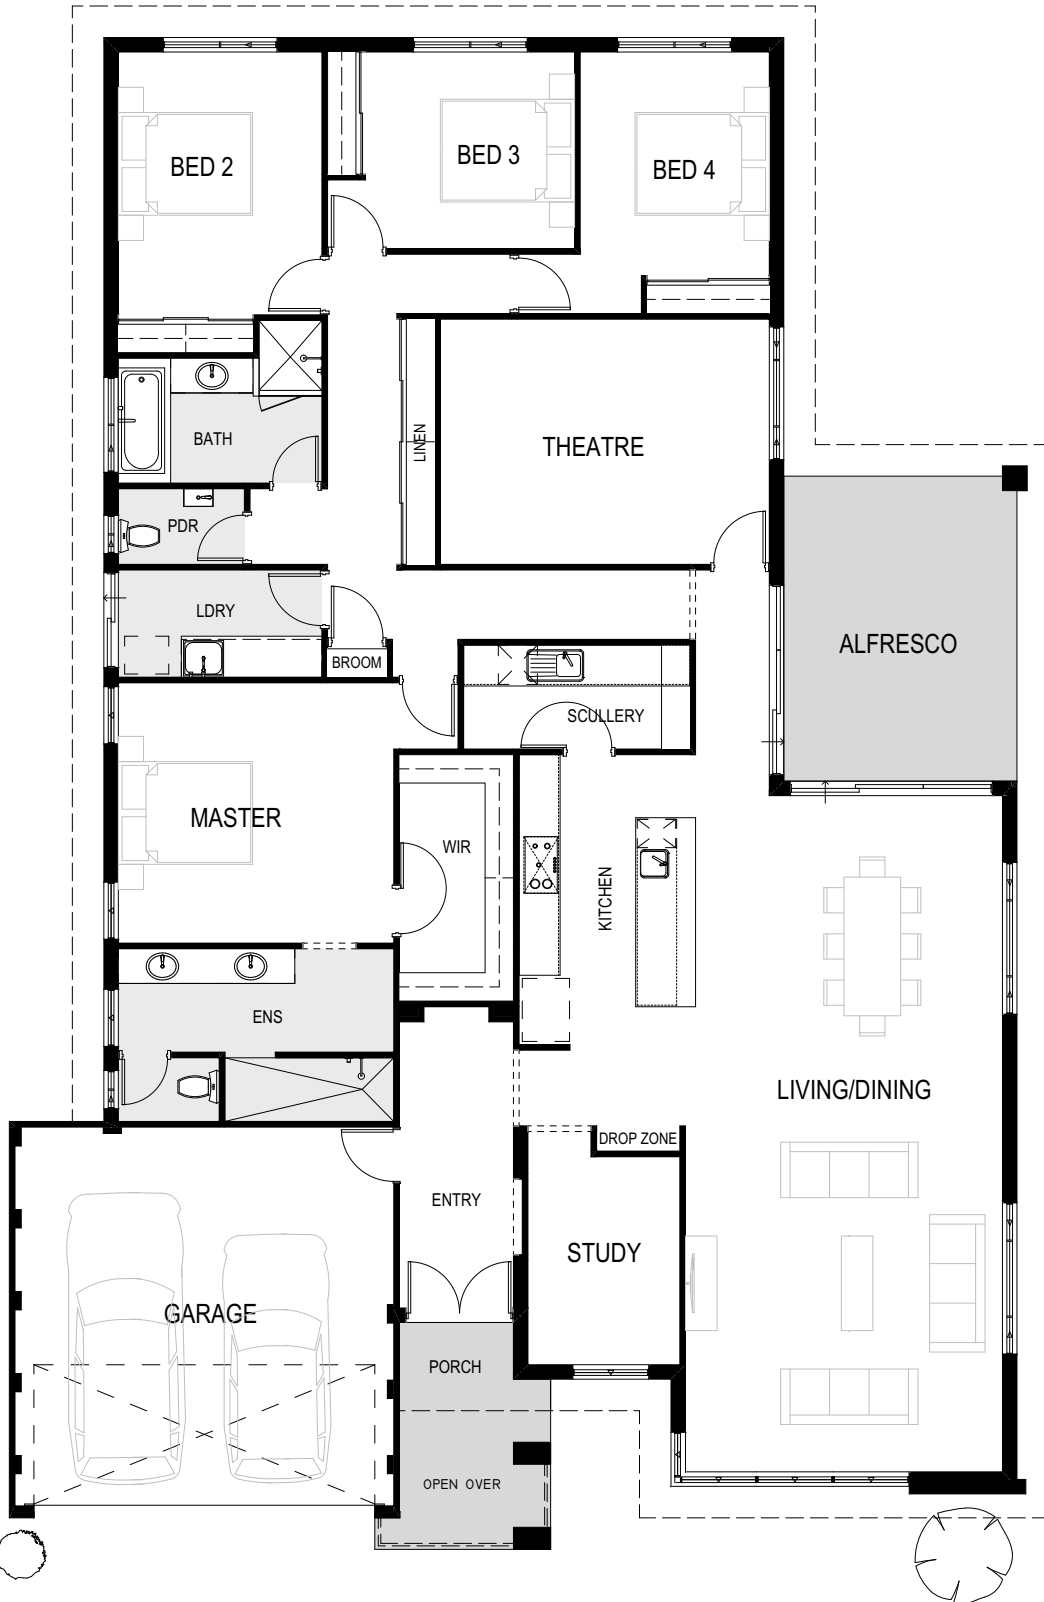 BED 2
BED 3
BED 4
BATH
LINEN
THEATRE
PDR
LDRY
BROOM
ALFRESCO
SCULLERY
MASTER
WIR
KITCHEN
ENS
LIVING/DINING
DROP ZONE
ENTRY
STUDY
GARAGE
PORCH
OPEN OVER